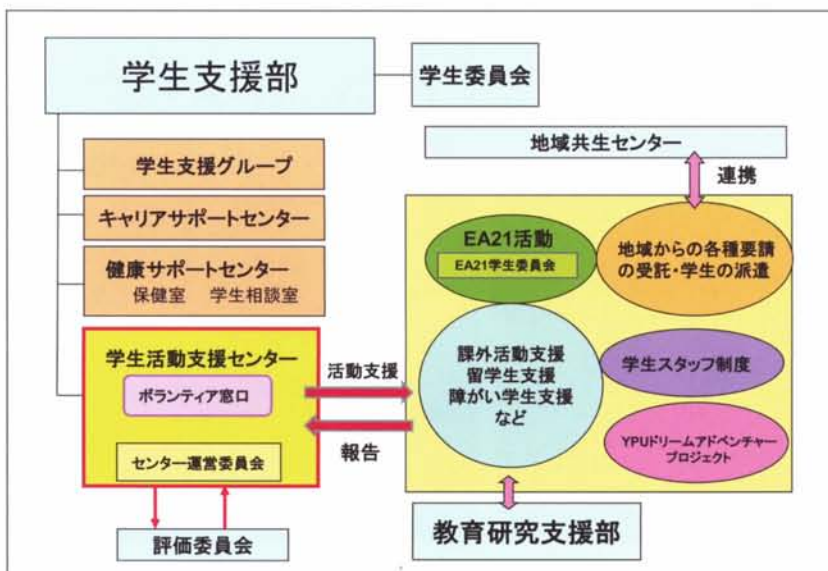 学生支援部
学生委員会
学生支援グループ
キャリアサポートセンター
健康サポートセンター
保健室 学生相談室
学生活動支援センター
ボランティア窓口
センター運営委員会
評価委員会
活動支援
報告
地域共生センター
連携
EA21活動
EA21学生委員会
地域からの各種要請
の受託・学生の派遣
課外活動支援
留学生支援
障がい学生支援
など
学生スタッフ制度
YPUドリームアドベンチャー
プロジェクト
教育研究支援部